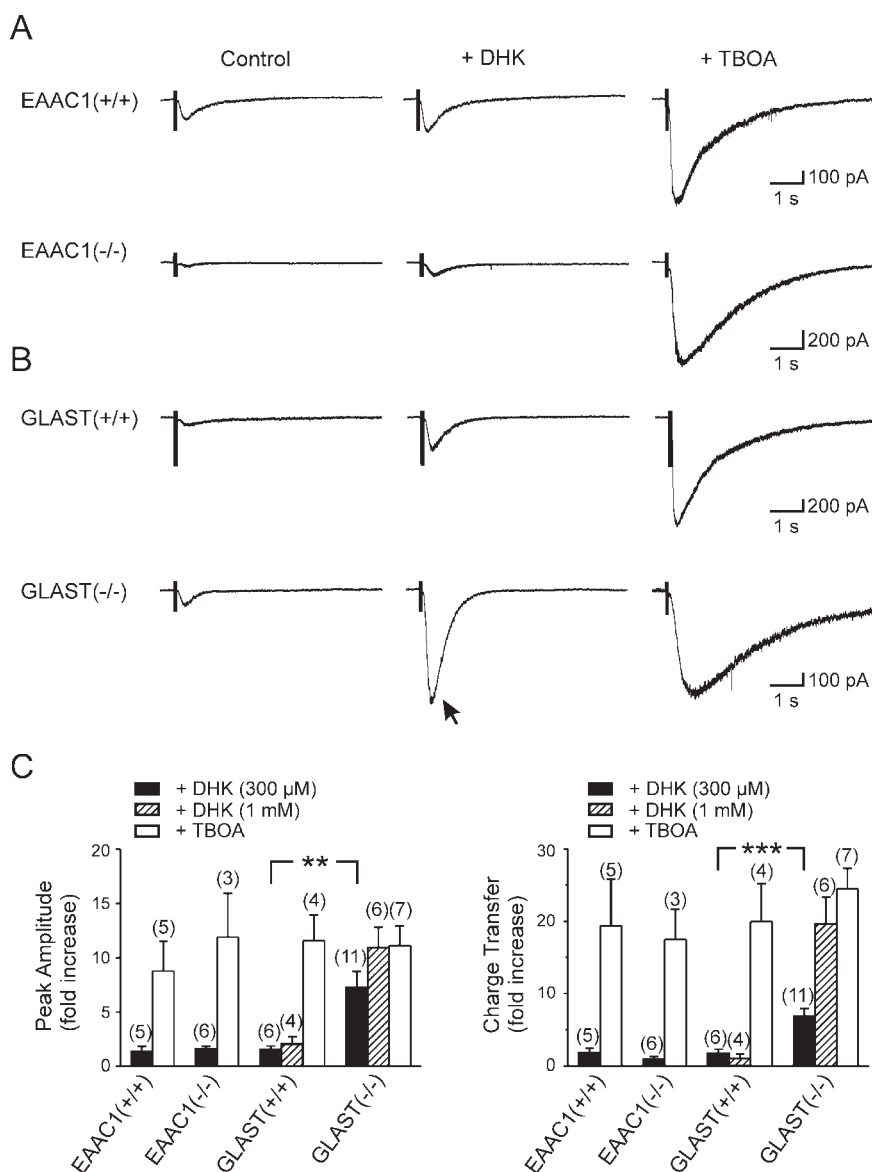 A
Control + DHK + TBOA
EAAC1(+/+)
100 pA
1 s
EAAC1(-/-)
200 pA
1 s
B
GLAST(+/+)
200 pA
1 s
GLAST(-/-)
100 pA
1 s
C
+ DHK (300 µM)
+ DHK (1 mM)
+ TBOA
Peak Amplitude
(fold increase)
20
15
10
5
0
**
(5)
(5)
(6)
(3)
(6)
(4)
(4)
(11)
(6)
(7)
EAAC1(+/+)
EAAC1(-/-)
GLAST(+/+)
GLAST(-/-)
+ DHK (300 µM)
+ DHK (1 mM)
+ TBOA
Charge Transfer
(fold increase)
30
20
10
0
***
(5)
(5)
(6)
(3)
(6)
(4)
(4)
(11)
(6)
(7)
EAAC1(+/+)
EAAC1(-/-)
GLAST(+/+)
GLAST(-/-)